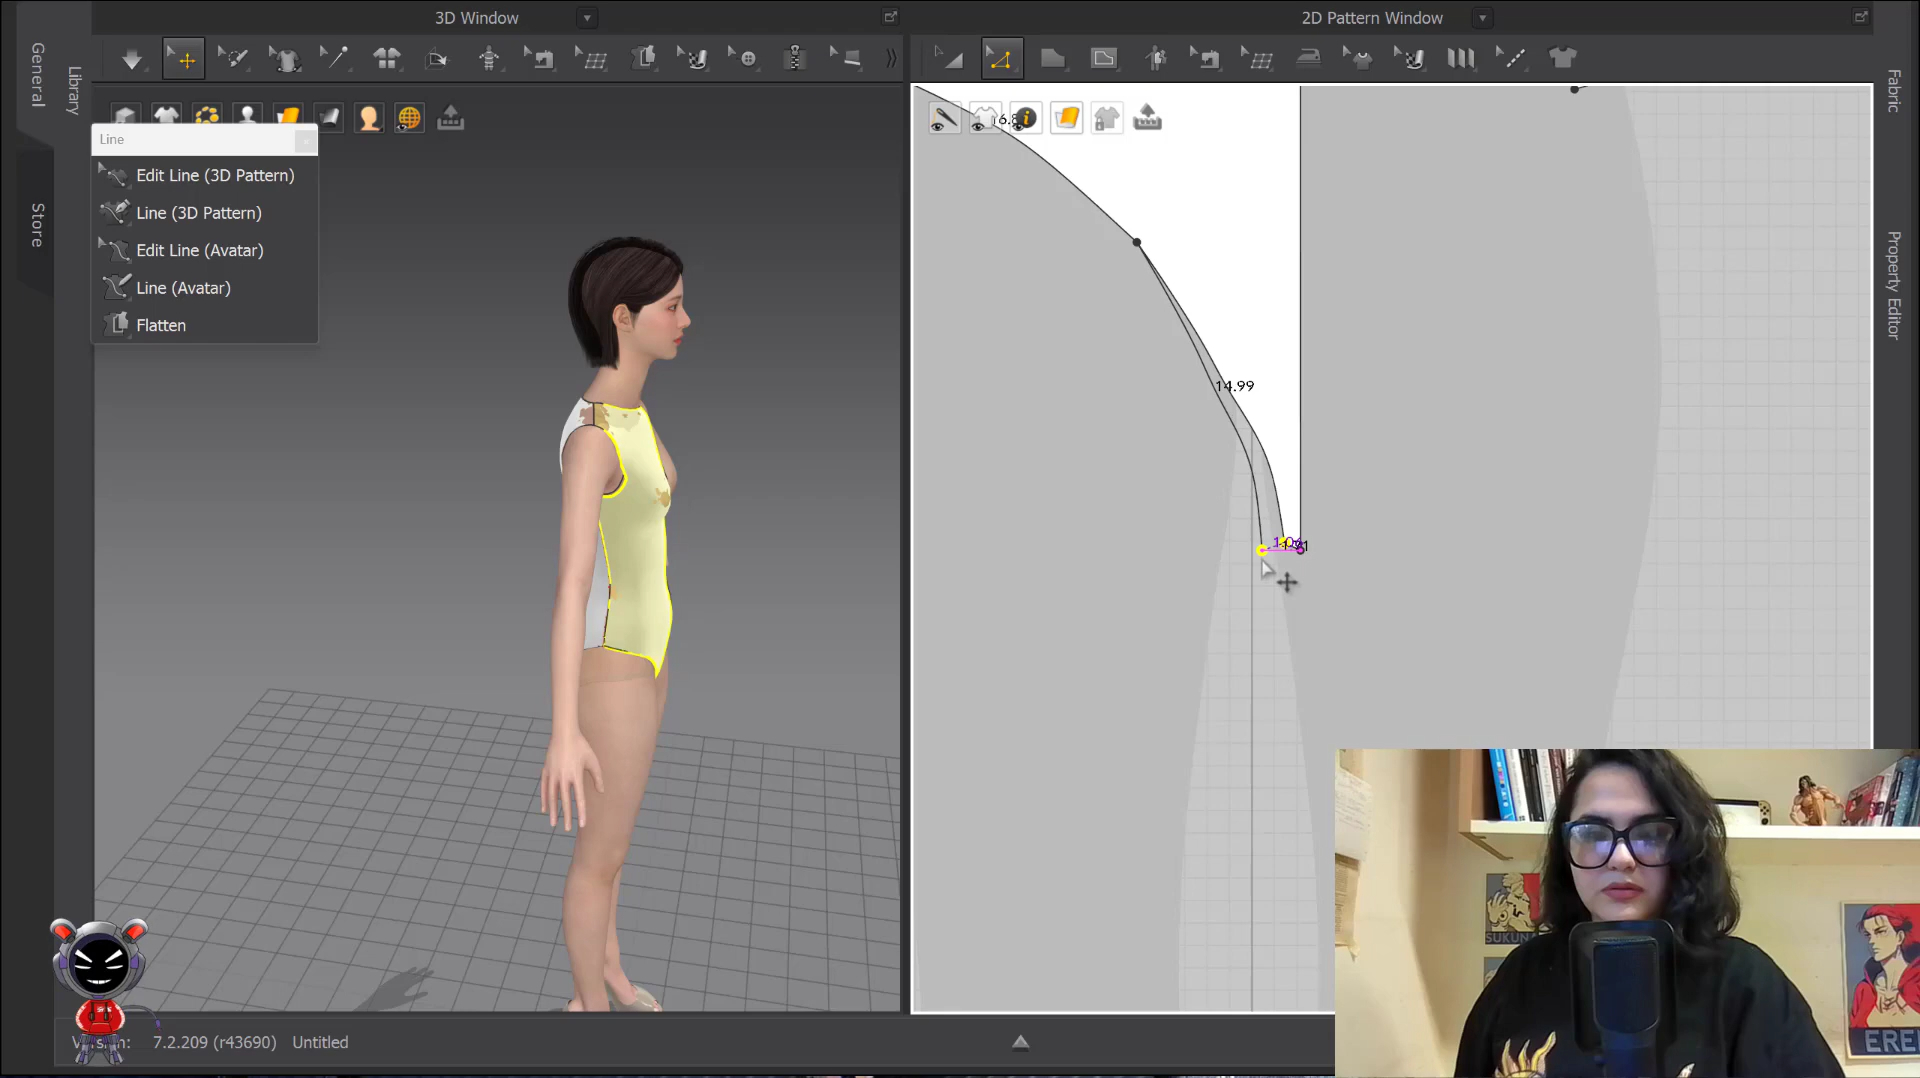 3D Window
2D Pattern Window
General
Library
Store
Line
Edit Line (3D Pattern)
Line (3D Pattern)
Edit Line (Avatar)
Line (Avatar)
Flatten
14.99
Fabric
Property Editor
7.2.209 (r43690) Untitled
SUKUNA
EREN